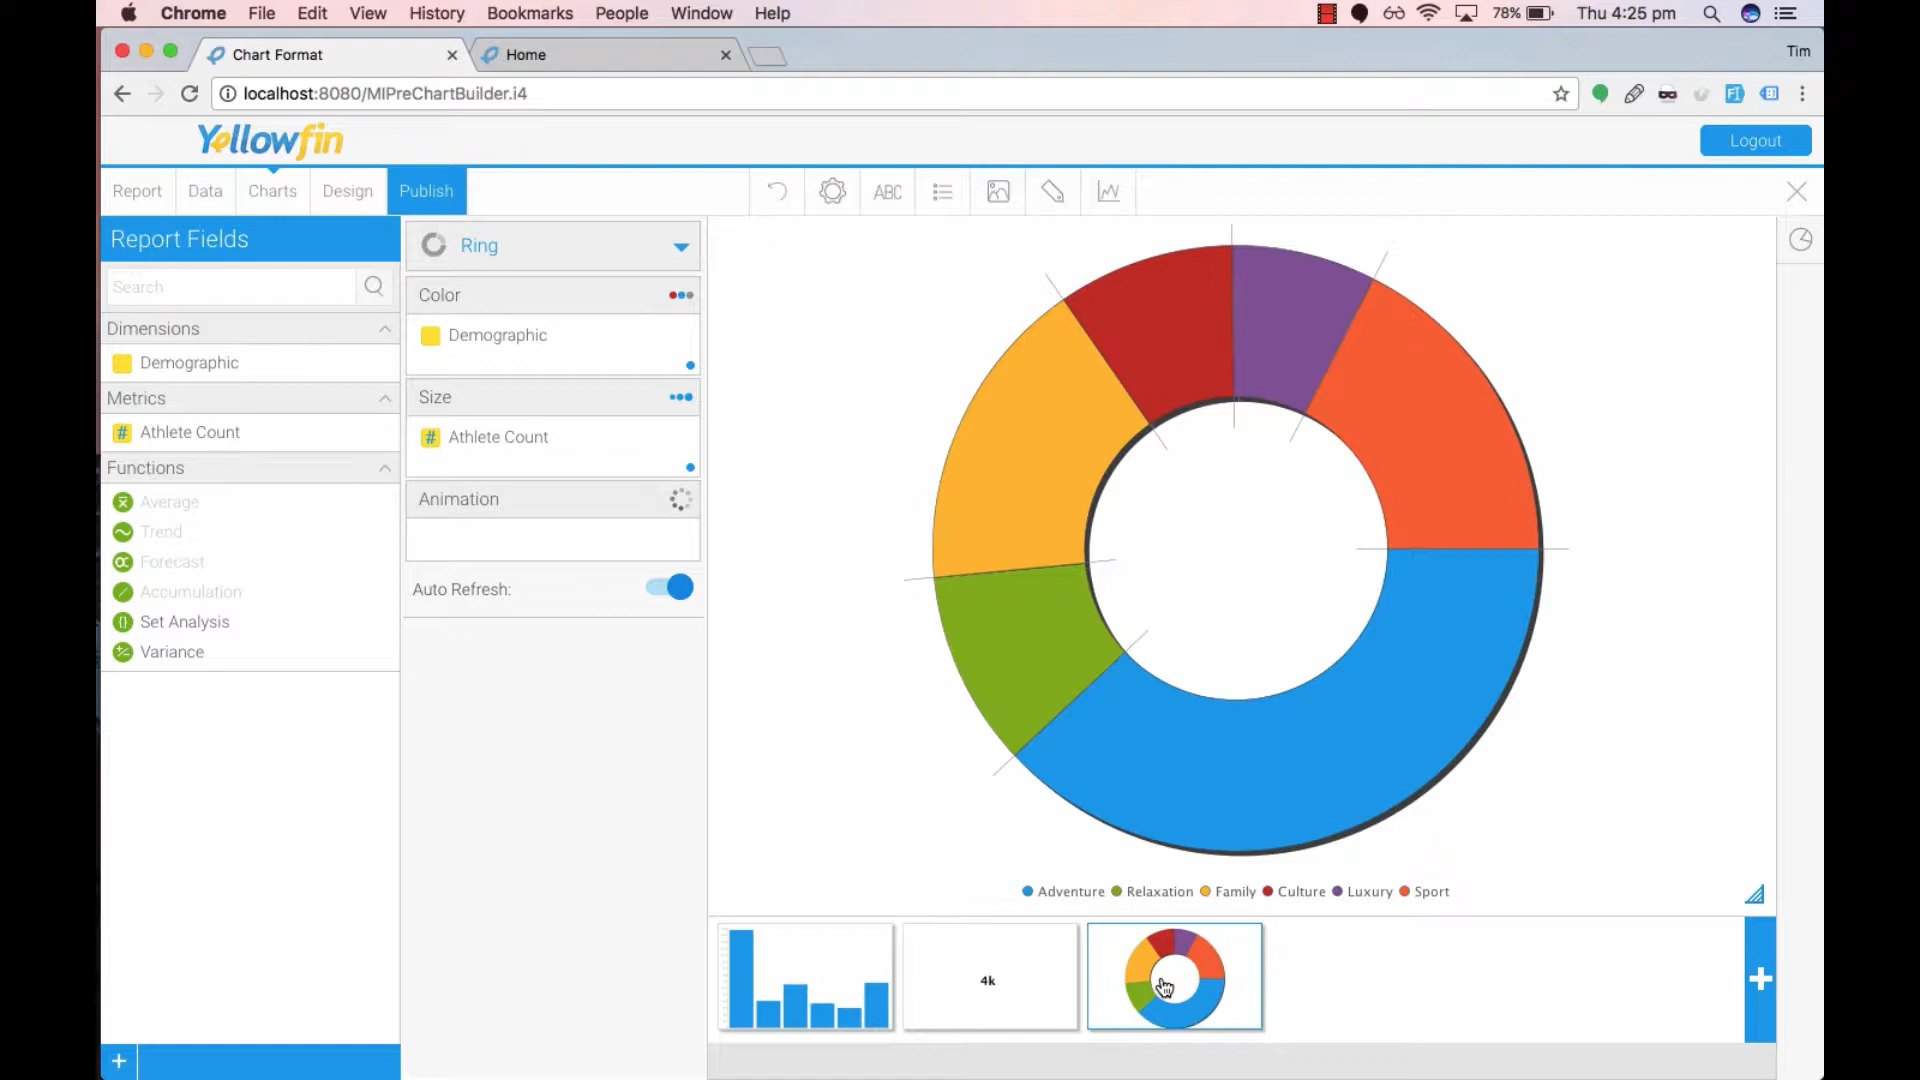 Chrome File Edit View History Bookmarks People Window Help 78% Thu 4:25 pm
Chart Format Home Tim
localhost:8080/MIPreChartBuilder.i4
Yellowfin Logout
Report Data Charts Design Publish ABC
Report Fields Ring
Search Color
Dimensions Demographic
Demographic
Metrics Size
Athlete Count Athlete Count
Functions Animation
Average
Trend
Forecast
Accumulation Auto Refresh:
Set Analysis
Variance
Adventure Relaxation Family Culture Luxury Sport
4k